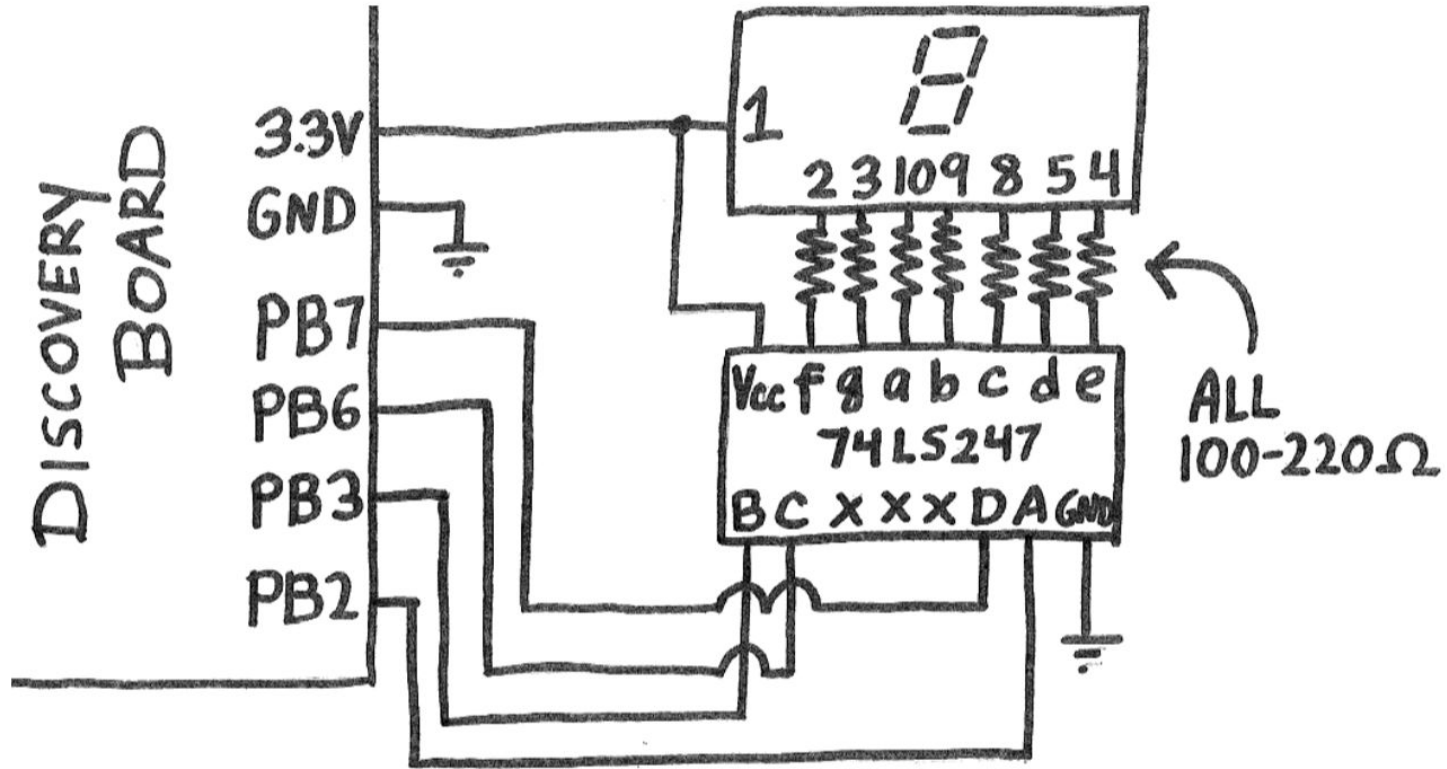 DISCOVERY
BOARD
3.3V
GND
PB7
PB6
PB3
PB2
1
2 3 10 9 8 5 4
Vcc f g a b c d e
74LS247
B C X X X D A GND
ALL
100-220Ω